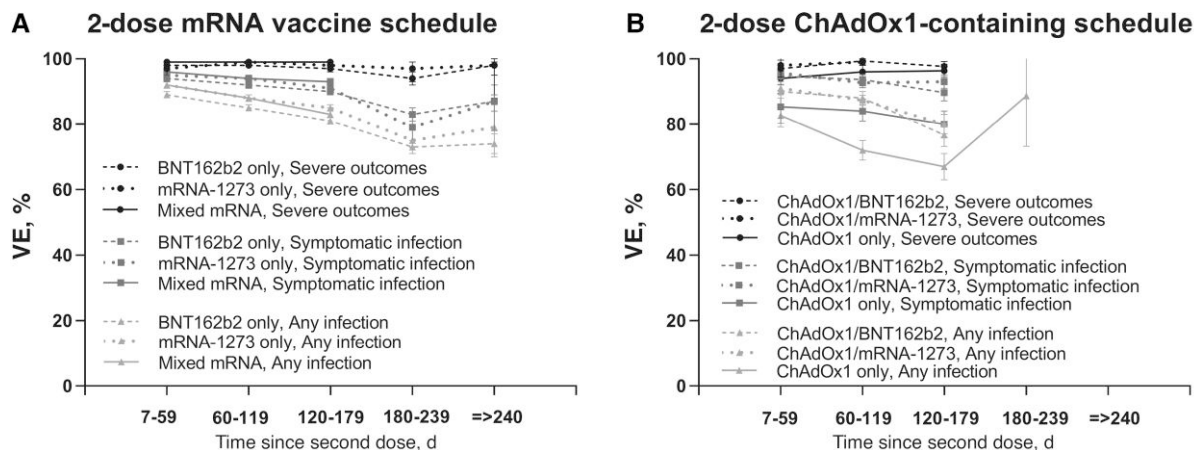 A 2-dose mRNA vaccine schedule
VE, %
100
80
60
40
20
0
BNT162b2 only, Severe outcomes
mRNA-1273 only, Severe outcomes
Mixed mRNA, Severe outcomes
BNT162b2 only, Symptomatic infection
mRNA-1273 only, Symptomatic infection
Mixed mRNA, Symptomatic infection
BNT162b2 only, Any infection
mRNA-1273 only, Any infection
Mixed mRNA, Any infection
7-59 60-119 120-179 180-239 =>240
Time since second dose, d
B 2-dose ChAdOx1-containing schedule
VE, %
100
80
60
40
20
0
ChAdOx1/BNT162b2, Severe outcomes
ChAdOx1/mRNA-1273, Severe outcomes
ChAdOx1 only, Severe outcomes
ChAdOx1/BNT162b2, Symptomatic infection
ChAdOx1/mRNA-1273, Symptomatic infection
ChAdOx1 only, Symptomatic infection
ChAdOx1/BNT162b2, Any infection
ChAdOx1/mRNA-1273, Any infection
ChAdOx1 only, Any infection
7-59 60-119 120-179 180-239 =>240
Time since second dose, d